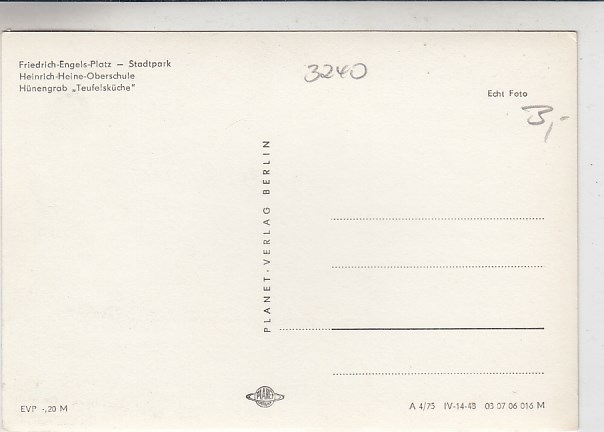 Friedrich-Engels-Platz – Stadtpark
Heinrich-Heine-Oberschule
Hünengrab „Teufelsküche"
3240
Echt Foto
3,-
PLANET-VERLAG BERLIN
EVP -,20 M
PLANET
A 4/75 IV-14-48 03 07 06 016 M